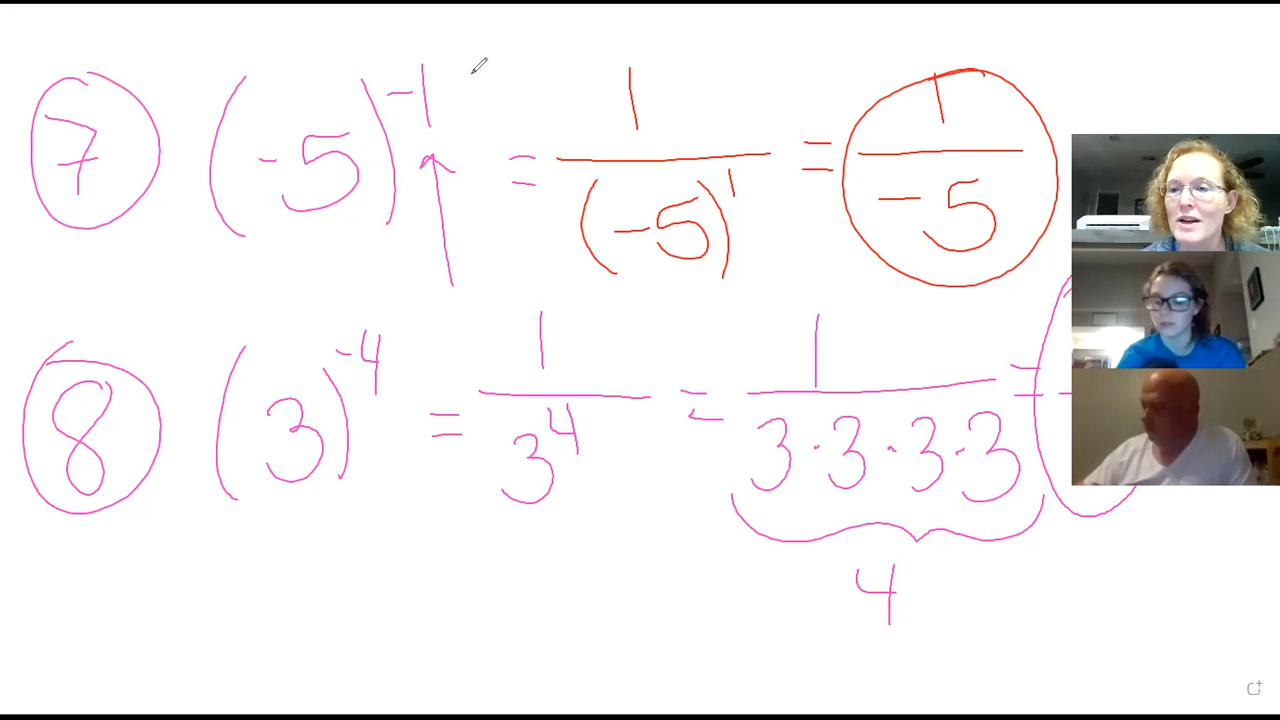 7 (-5)^-1 = 1/(-5)^1 = 1/-5
8 (3)^-4 = 1/3^4 = 1/3·3·3·3 =
4